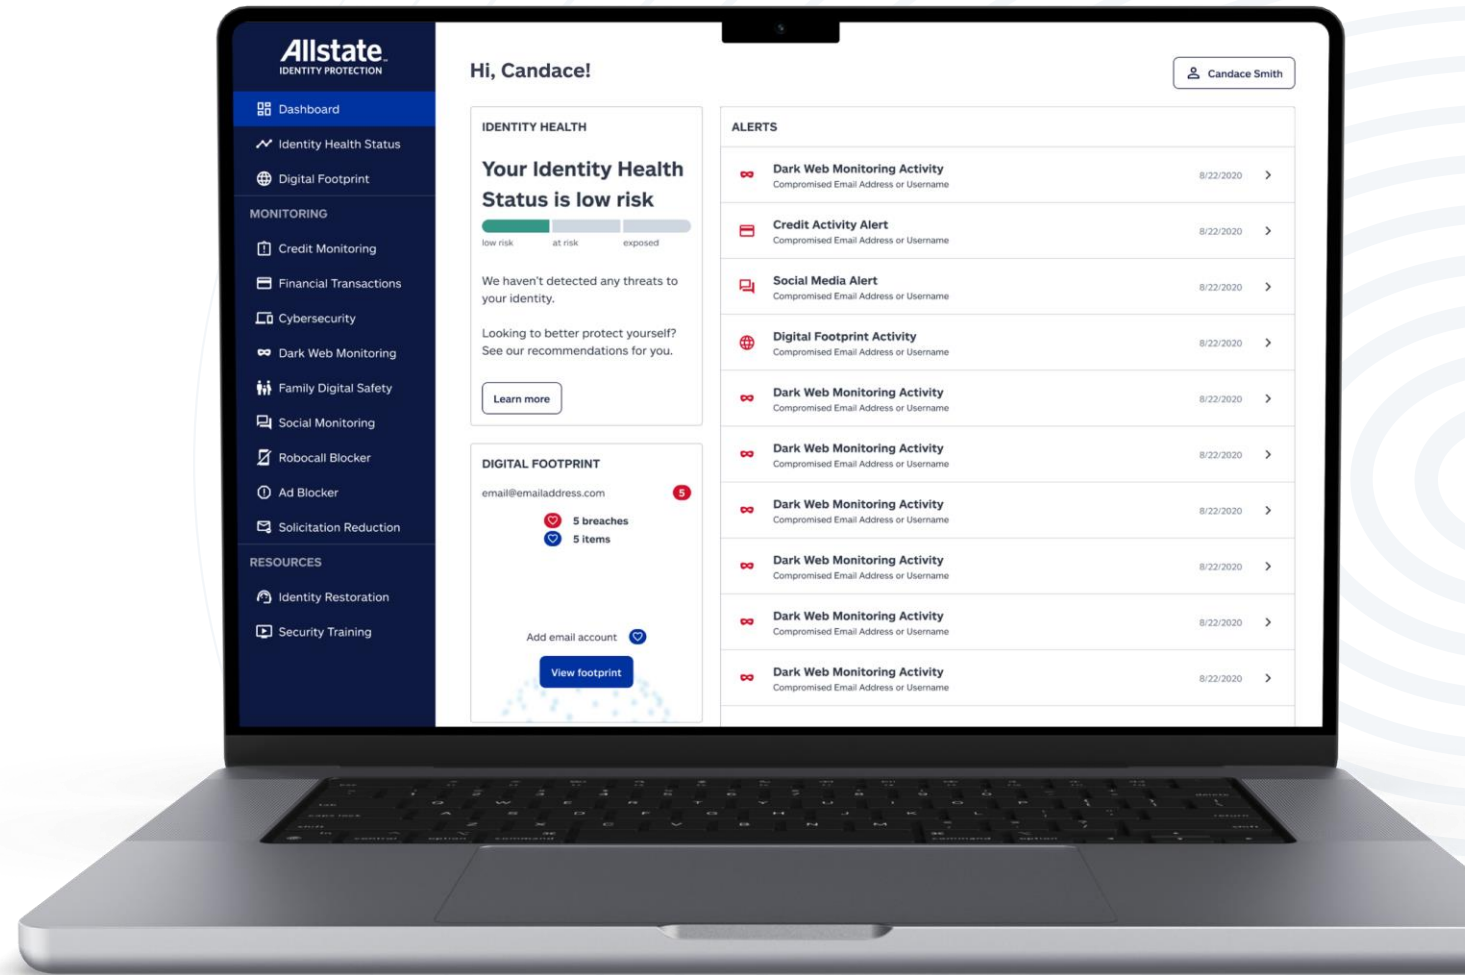 Allstate
IDENTITY PROTECTION
Dashboard
Identity Health Status
Digital Footprint
MONITORING
Credit Monitoring
Financial Transactions
Cybersecurity
Dark Web Monitoring
Family Digital Safety
Social Monitoring
Robocall Blocker
Ad Blocker
Solicitation Reduction
RESOURCES
Identity Restoration
Security Training
Hi, Candace!
Candace Smith
IDENTITY HEALTH
Your Identity Health
Status is low risk
low risk at risk exposed
We haven't detected any threats to
your identity.
Looking to better protect yourself?
See our recommendations for you.
Learn more
DIGITAL FOOTPRINT
email@emailaddress.com 5
5 breaches
5 items
Add email account
View footprint
ALERTS
Dark Web Monitoring Activity
Compromised Email Address or Username
8/22/2020
Credit Activity Alert
Compromised Email Address or Username
8/22/2020
Social Media Alert
Compromised Email Address or Username
8/22/2020
Digital Footprint Activity
Compromised Email Address or Username
8/22/2020
Dark Web Monitoring Activity
Compromised Email Address or Username
8/22/2020
Dark Web Monitoring Activity
Compromised Email Address or Username
8/22/2020
Dark Web Monitoring Activity
Compromised Email Address or Username
8/22/2020
Dark Web Monitoring Activity
Compromised Email Address or Username
8/22/2020
Dark Web Monitoring Activity
Compromised Email Address or Username
8/22/2020
Dark Web Monitoring Activity
Compromised Email Address or Username
8/22/2020